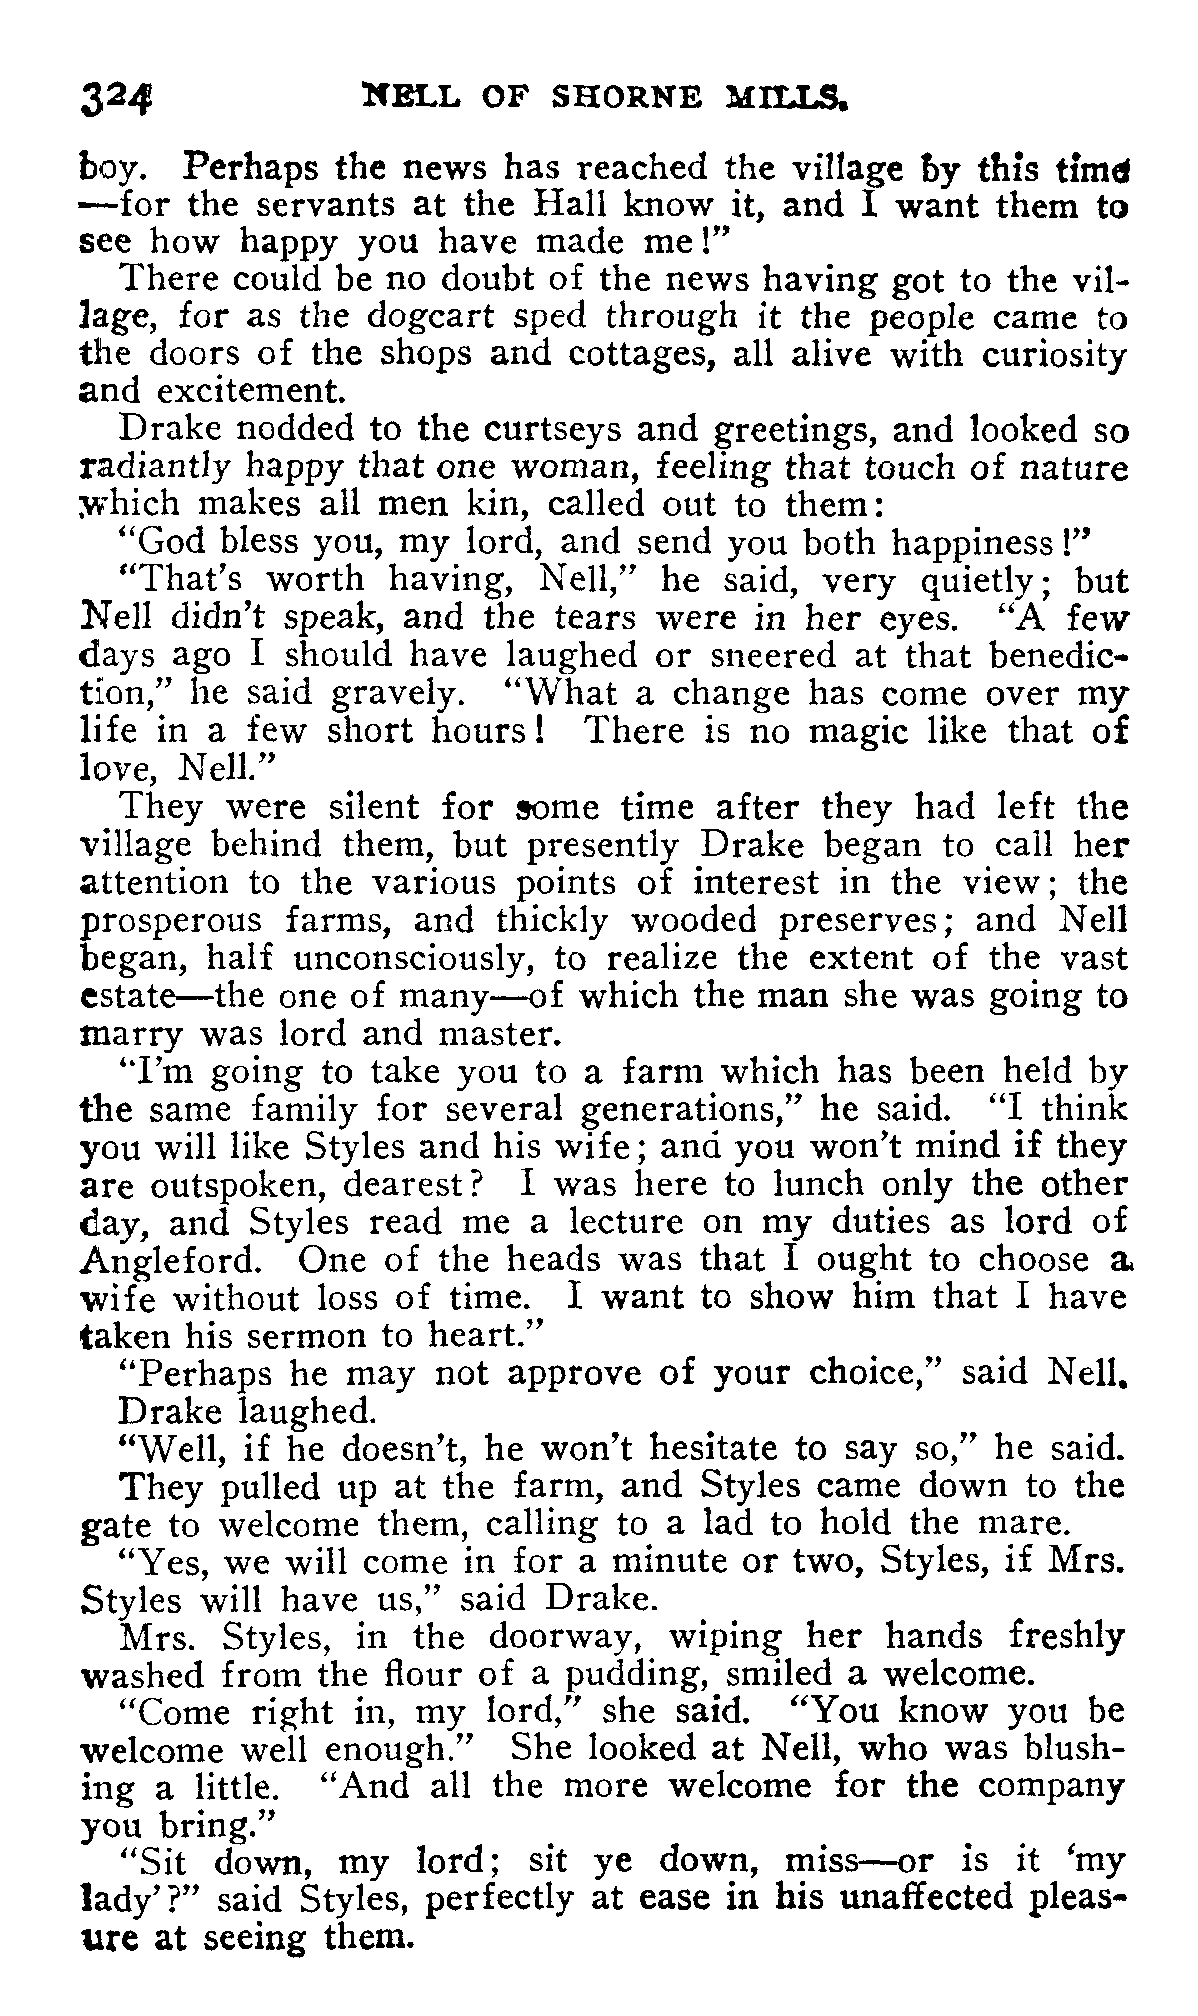 324 NELL OF SHORNE MILLS.
boy. Perhaps the news has reached the village by this time
—for the servants at the Hall know it, and I want them to
see how happy you have made me!"
There could be no doubt of the news having got to the vil-
lage, for as the dogcart sped through it the people came to
the doors of the shops and cottages, all alive with curiosity
and excitement.
Drake nodded to the curtseys and greetings, and looked so
radiantly happy that one woman, feeling that touch of nature
which makes all men kin, called out to them:
"God bless you, my lord, and send you both happiness!"
"That's worth having, Nell," he said, very quietly; but
Nell didn't speak, and the tears were in her eyes. "A few
days ago I should have laughed or sneered at that benedic-
tion," he said gravely. "What a change has come over my
life in a few short hours! There is no magic like that of
love, Nell."
They were silent for some time after they had left the
village behind them, but presently Drake began to call her
attention to the various points of interest in the view; the
prosperous farms, and thickly wooded preserves; and Nell
began, half unconsciously, to realize the extent of the vast
estate—the one of many—of which the man she was going to
marry was lord and master.
"I'm going to take you to a farm which has been held by
the same family for several generations," he said. "I think
you will like Styles and his wife; and you won't mind if they
are outspoken, dearest? I was here to lunch only the other
day, and Styles read me a lecture on my duties as lord of
Angleford. One of the heads was that I ought to choose a
wife without loss of time. I want to show him that I have
taken his sermon to heart."
"Perhaps he may not approve of your choice," said Nell.
Drake laughed.
"Well, if he doesn't, he won't hesitate to say so," he said.
They pulled up at the farm, and Styles came down to the
gate to welcome them, calling to a lad to hold the mare.
"Yes, we will come in for a minute or two, Styles, if Mrs.
Styles will have us," said Drake.
Mrs. Styles, in the doorway, wiping her hands freshly
washed from the flour of a pudding, smiled a welcome.
"Come right in, my lord," she said. "You know you be
welcome well enough." She looked at Nell, who was blush-
ing a little. "And all the more welcome for the company
you bring."
"Sit down, my lord; sit ye down, miss—or is it 'my
lady'?" said Styles, perfectly at ease in his unaffected pleas-
ure at seeing them.